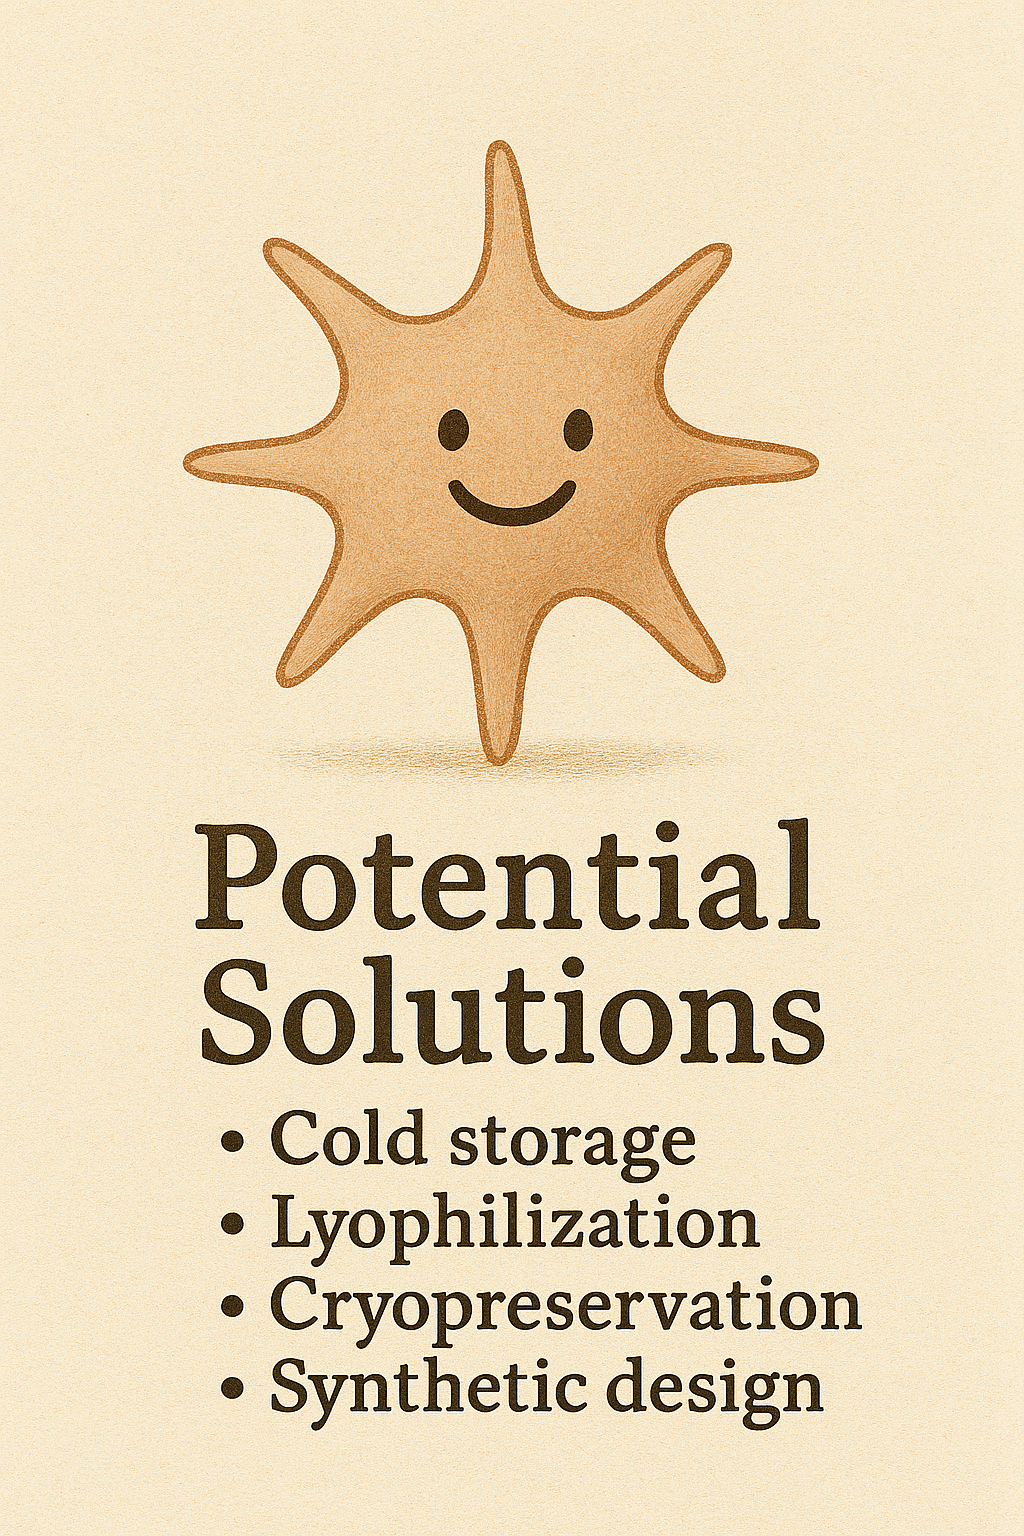 Potential
Solutions
• Cold storage
• Lyophilization
• Cryopreservation
• Synthetic design